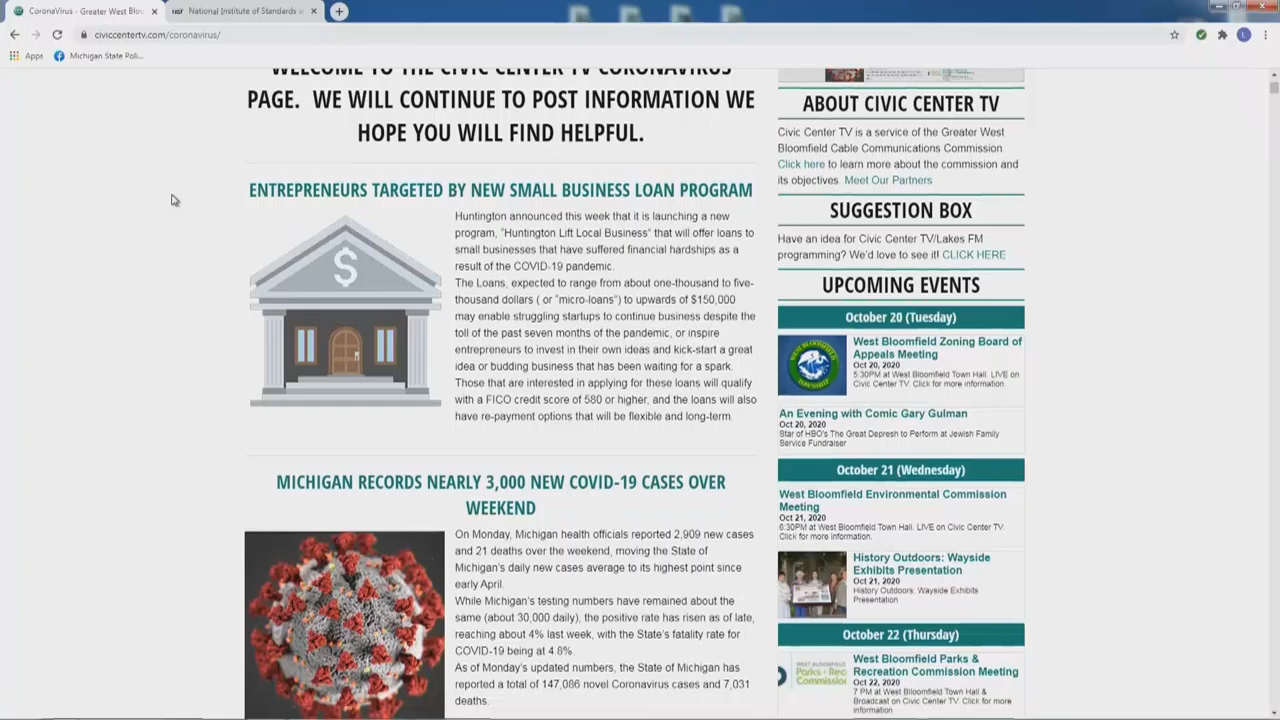 CoronaVirus - Greater West Blou
National Institute of Standards a
civiccentertv.com/coronavirus/
L
Apps
Michigan State Poli...
WELCOME TO THE CIVIC CENTER TV CORONAVIRUS
PAGE. WE WILL CONTINUE TO POST INFORMATION WE
HOPE YOU WILL FIND HELPFUL.
ENTREPRENEURS TARGETED BY NEW SMALL BUSINESS LOAN PROGRAM
$
Huntington announced this week that it is launching a new
program, “Huntington Lift Local Business” that will offer loans to
small businesses that have suffered financial hardships as a
result of the COVID-19 pandemic.
The Loans, expected to range from about one-thousand to five-
thousand dollars ( or “micro-loans”) to upwards of $150,000
may enable struggling startups to continue business despite the
toll of the past seven months of the pandemic, or inspire
entrepreneurs to invest in their own ideas and kick-start a great
idea or budding business that has been waiting for a spark.
Those that are interested in applying for these loans will qualify
with a FICO credit score of 580 or higher, and the loans will also
have re-payment options that will be flexible and long-term.
MICHIGAN RECORDS NEARLY 3,000 NEW COVID-19 CASES OVER
WEEKEND
On Monday, Michigan health officials reported 2,909 new cases
and 21 deaths over the weekend, moving the State of
Michigan's daily new cases average to its highest point since
early April.
While Michigan's testing numbers have remained about the
same (about 30,000 daily), the positive rate has risen as of late,
reaching about 4% last week, with the State's fatality rate for
COVID-19 being at 4.8%.
As of Monday's updated numbers, the State of Michigan has
reported a total of 147,086 novel Coronavirus cases and 7,031
deaths.
ABOUT CIVIC CENTER TV
Civic Center TV is a service of the Greater West
Bloomfield Cable Communications Commission
Click here to learn more about the commission and
its objectives. Meet Our Partners
SUGGESTION BOX
Have an idea for Civic Center TV/Lakes FM
programming? We'd love to see it! CLICK HERE
UPCOMING EVENTS
October 20 (Tuesday)
WEST BLOOMFIELD
TOWNSHIP
West Bloomfield Zoning Board of
Appeals Meeting
Oct 20, 2020
5:30PM at West Bloomfield Town Hall. LIVE on
Civic Center TV. Click for more information.
An Evening with Comic Gary Gulman
Oct 20, 2020
Star of HBO's The Great Depresh to Perform at Jewish Family
Service Fundraiser
October 21 (Wednesday)
West Bloomfield Environmental Commission
Meeting
Oct 21, 2020
6:30PM at West Bloomfield Town Hall. LIVE on Civic Center TV.
Click for more information.
History Outdoors: Wayside
Exhibits Presentation
Oct 21, 2020
History Outdoors: Wayside Exhibits
Presentation
October 22 (Thursday)
WEST BLOOMFIELD
Parks & Rec
Commissio
West Bloomfield Parks &
Recreation Commission Meeting
Oct 22, 2020
7 PM at West Bloomfield Town Hall &
Broadcast on Civic Center TV. Click for more
information